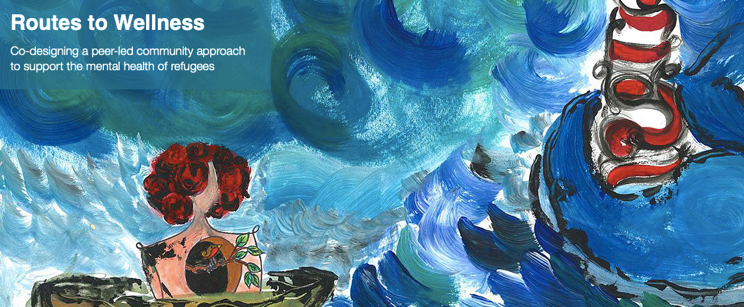 Routes to Wellness
Co-designing a peer-led community approach
to support the mental health of refugees